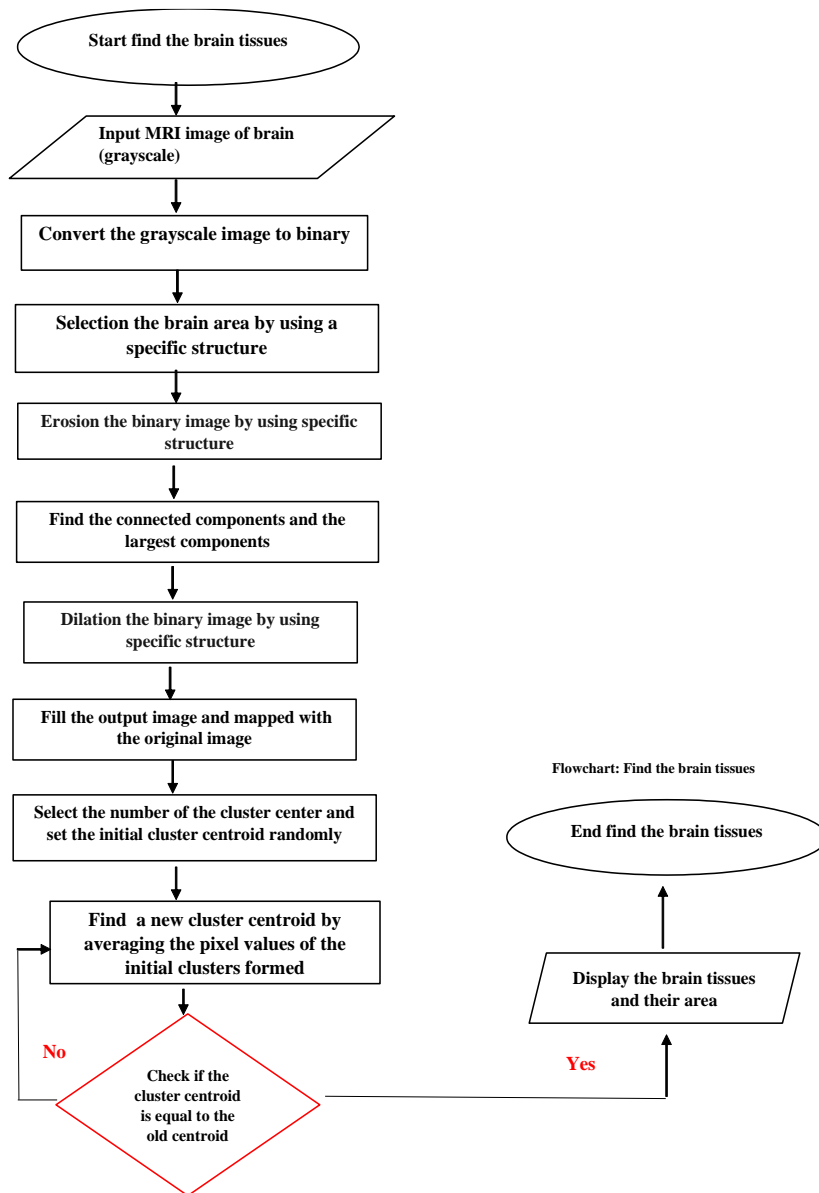 Start find the brain tissues
Input MRI image of brain
(grayscale)
Convert the grayscale image to binary
Selection the brain area by using a
specific structure
Erosion the binary image by using specific
structure
Find the connected components and the
largest components
Dilation the binary image by using
specific structure
Fill the output image and mapped with
the original image
Select the number of the cluster center and
set the initial cluster centroid randomly
Find a new cluster centroid by
averaging the pixel values of the
initial clusters formed
No
Check if the
cluster centroid
is equal to the
old centroid
Yes
Display the brain tissues
and their area
End find the brain tissues
Flowchart: Find the brain tissues